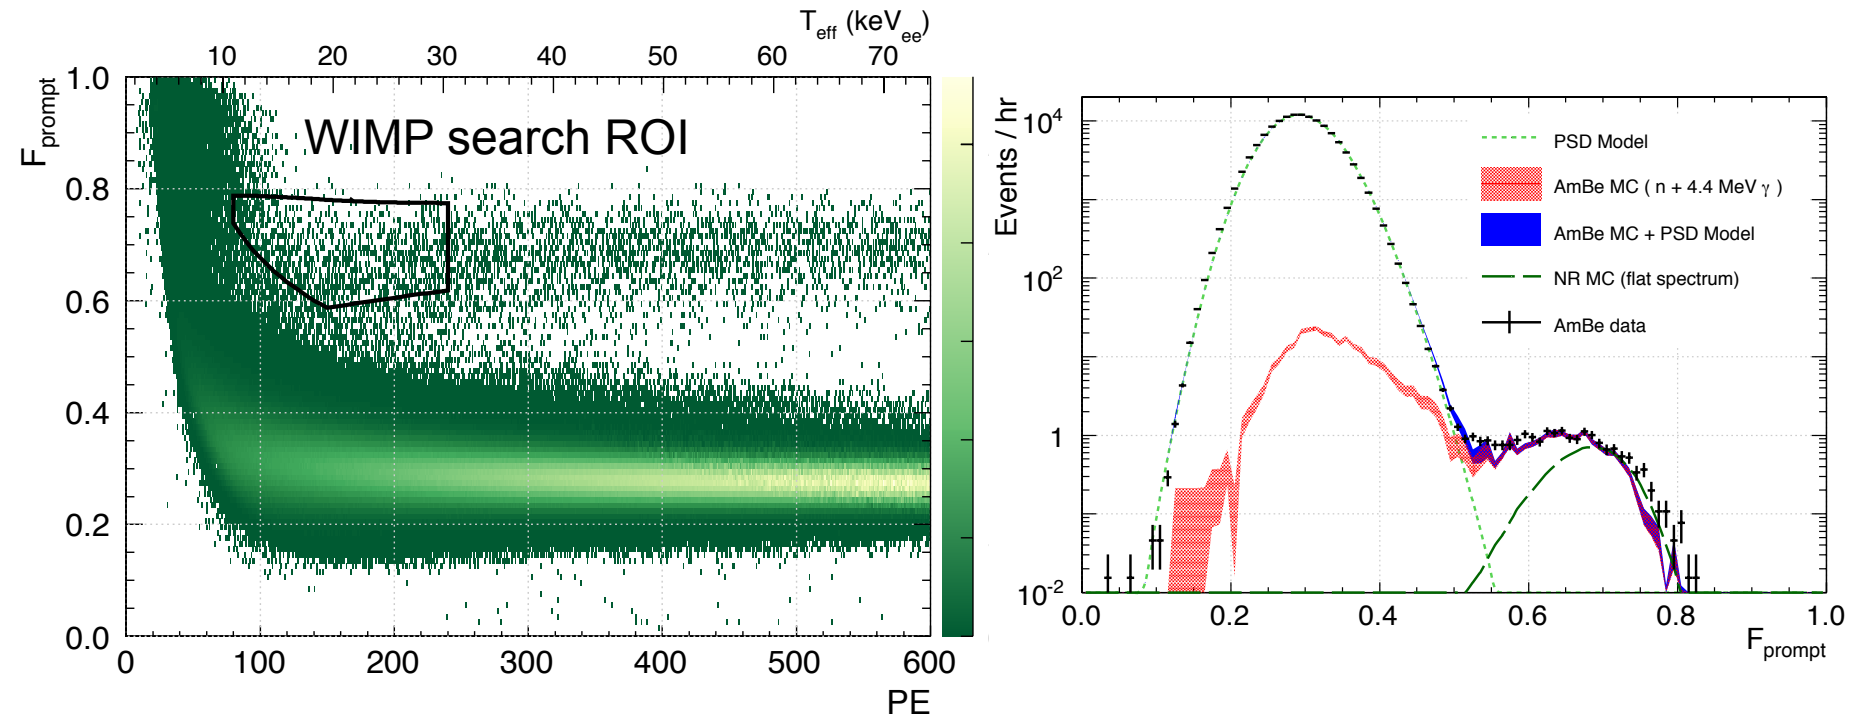 T_eff (keV_ee)
10 20 30 40 50 60 70
F_prompt
1.0
0.8
0.6
0.4
0.2
0.0
WIMP search ROI
0 100 200 300 400 500 600
PE
Events / hr
10^4
10^2
1
10^-2
PSD Model
AmBe MC ( n + 4.4 MeV γ )
AmBe MC + PSD Model
NR MC (flat spectrum)
AmBe data
0.0 0.2 0.4 0.6 0.8 1.0
F_prompt